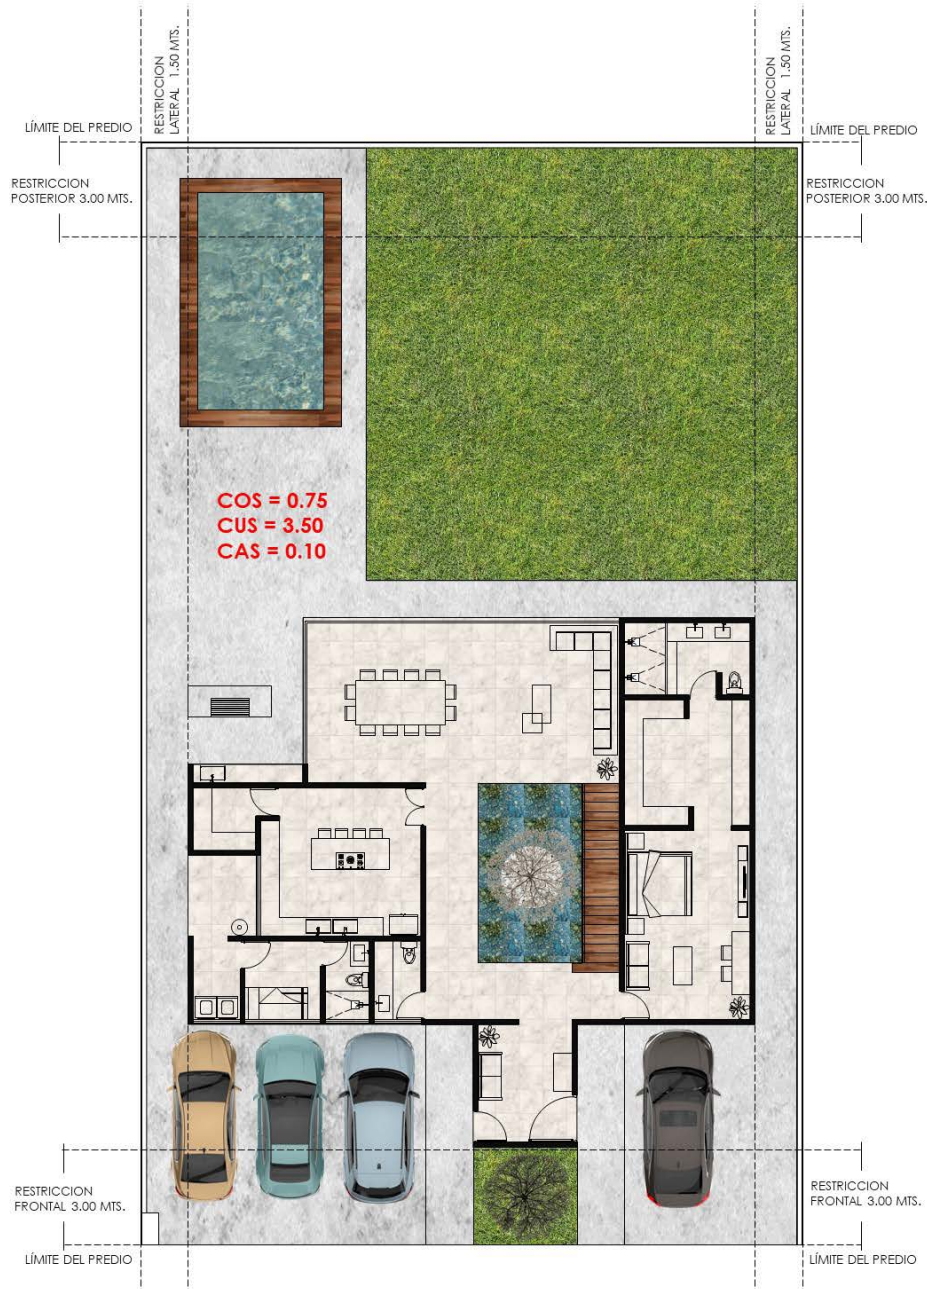 RESTRICCION
LATERAL 1.50 MTS.
RESTRICCION
LATERAL 1.50 MTS.
LÍMITE DEL PREDIO
LÍMITE DEL PREDIO
RESTRICCION
POSTERIOR 3.00 MTS.
RESTRICCION
POSTERIOR 3.00 MTS.
COS = 0.75
CUS = 3.50
CAS = 0.10
RESTRICCION
FRONTAL 3.00 MTS.
RESTRICCION
FRONTAL 3.00 MTS.
LÍMITE DEL PREDIO
LÍMITE DEL PREDIO